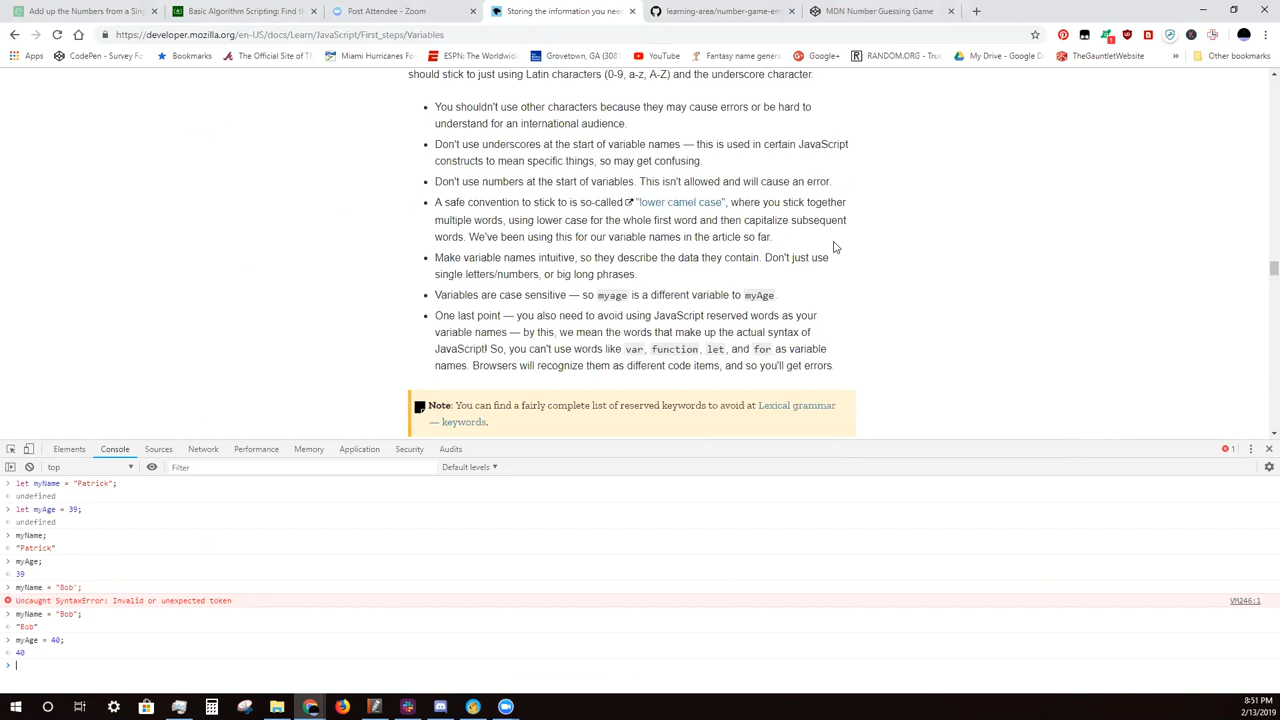 Add up the Numbers from a Sin
Basic Algorithm Scripting: Find th
Post Attendee - Zoom
Storing the information you nee
learning-area/number-game-err
MDN Number Guessing Game
https://developer.mozilla.org/en-US/docs/Learn/JavaScript/First_steps/Variables
Apps
CodePen - Survey Fo
Bookmarks
The Official Site of T
Miami Hurricanes Fo
ESPN: The Worldwid
Grovetown, GA (3081
YouTube
Fantasy name gener
Google+
RANDOM.ORG - True
My Drive - Google D
TheGauntletWebsite
»
Other bookmarks
should stick to just using Latin characters (0-9, a-z, A-Z) and the underscore character.
• You shouldn't use other characters because they may cause errors or be hard to
understand for an international audience.
• Don't use underscores at the start of variable names — this is used in certain JavaScript
constructs to mean specific things, so may get confusing.
• Don't use numbers at the start of variables. This isn't allowed and will cause an error.
• A safe convention to stick to is so-called "lower camel case", where you stick together
multiple words, using lower case for the whole first word and then capitalize subsequent
words. We've been using this for our variable names in the article so far.
• Make variable names intuitive, so they describe the data they contain. Don't just use
single letters/numbers, or big long phrases.
• Variables are case sensitive — so myage is a different variable to myAge.
• One last point — you also need to avoid using JavaScript reserved words as your
variable names — by this, we mean the words that make up the actual syntax of
JavaScript! So, you can't use words like var, function, let, and for as variable
names. Browsers will recognize them as different code items, and so you'll get errors.
Note: You can find a fairly complete list of reserved keywords to avoid at Lexical grammar
— keywords.
Elements Console Sources Network Performance Memory Application Security Audits
1
top
Filter
Default levels ▼
> let myName = "Patrick";
undefined
> let myAge = 39;
undefined
> myName;
"Patrick"
> myAge;
39
> myName = "Bob';
Uncaught SyntaxError: Invalid or unexpected token
VM246:1
> myName = "Bob";
"Bob"
> myAge = 40;
40
>
8:51 PM
2/13/2019